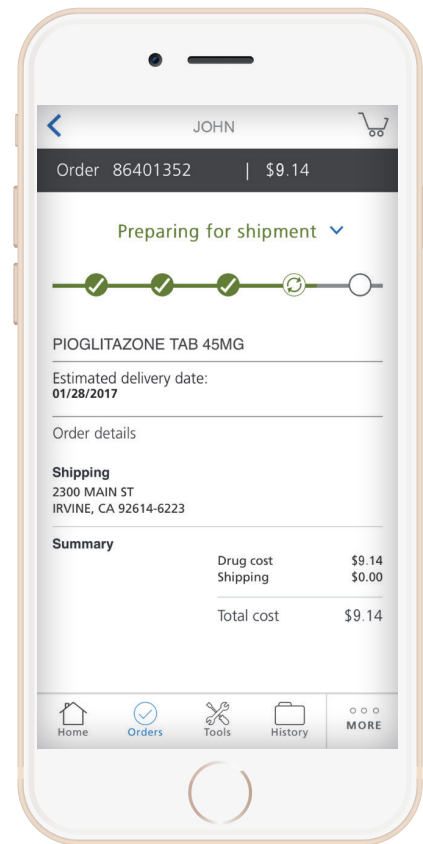 JOHN
Order 86401352 | $9.14
Preparing for shipment
PIOGLITAZONE TAB 45MG
Estimated delivery date:
01/28/2017
Order details
Shipping
2300 MAIN ST
IRVINE, CA 92614-6223
Summary
Drug cost $9.14
Shipping $0.00
Total cost $9.14
Home Orders Tools History MORE